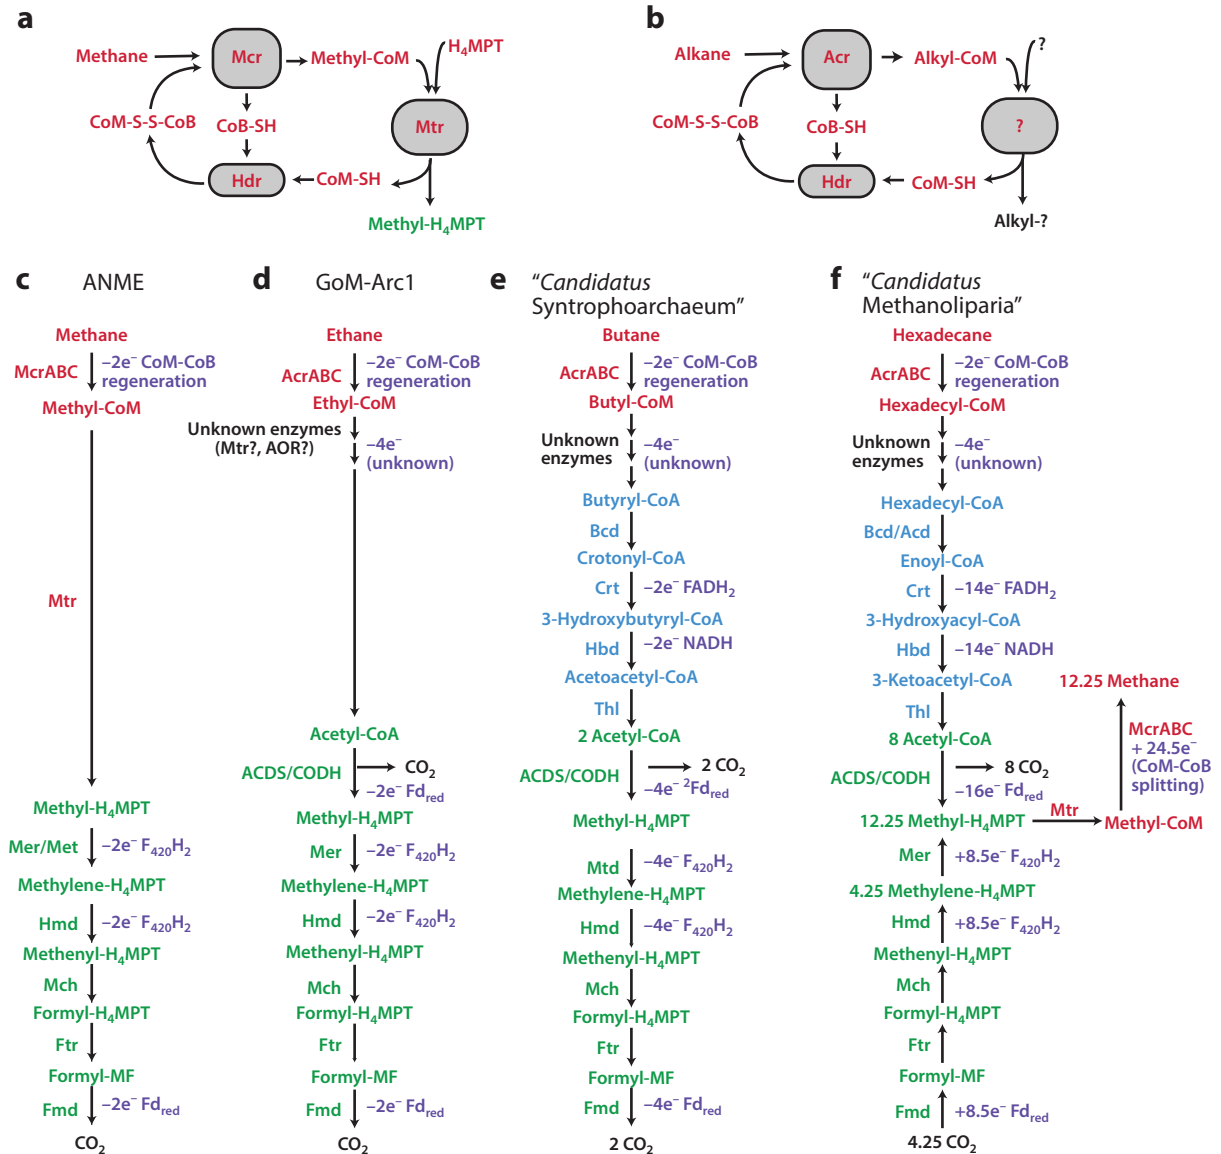 a
Methane
Mcr
Methyl-CoM
H₄MPT
CoM-S-S-CoB
CoB-SH
Mtr
Hdr
CoM-SH
Methyl-H₄MPT
b
Alkane
Acr
Alkyl-CoM
?
CoM-S-S-CoB
CoB-SH
?
Hdr
CoM-SH
Alkyl-?
c
ANME
Methane
McrABC
–2e⁻ CoM-CoB
regeneration
Methyl-CoM
Mtr
Methyl-H₄MPT
Mer/Met
–2e⁻ F₄₂₀H₂
Methylene-H₄MPT
Hmd
–2e⁻ F₄₂₀H₂
Methenyl-H₄MPT
Mch
Formyl-H₄MPT
Ftr
Formyl-MF
Fmd
–2e⁻ Fd_red
CO₂
d
GoM-Arc1
Ethane
AcrABC
–2e⁻ CoM-CoB
regeneration
Ethyl-CoM
Unknown enzymes
(Mtr?, AOR?)
–4e⁻
(unknown)
Acetyl-CoA
ACDS/CODH
CO₂
–2e⁻ Fd_red
Methyl-H₄MPT
Mer
–2e⁻ F₄₂₀H₂
Methylene-H₄MPT
Hmd
–2e⁻ F₄₂₀H₂
Methenyl-H₄MPT
Mch
Formyl-H₄MPT
Ftr
Formyl-MF
Fmd
–2e⁻ Fd_red
CO₂
e
“Candidatus
Syntrophoarchaeum”
Butane
AcrABC
–2e⁻ CoM-CoB
regeneration
Butyl-CoM
Unknown
enzymes
–4e⁻
(unknown)
Butyryl-CoA
Bcd
Crotonyl-CoA
Crt
–2e⁻ FADH₂
3-Hydroxybutyryl-CoA
Hbd
–2e⁻ NADH
Acetoacetyl-CoA
Thl
2 Acetyl-CoA
ACDS/CODH
2 CO₂
–4e⁻ ²Fd_red
Methyl-H₄MPT
Mtd
–4e⁻ F₄₂₀H₂
Methylene-H₄MPT
Hmd
–4e⁻ F₄₂₀H₂
Methenyl-H₄MPT
Mch
Formyl-H₄MPT
Ftr
Formyl-MF
Fmd
–4e⁻ Fd_red
2 CO₂
f
“Candidatus
Methanoliparia”
Hexadecane
AcrABC
–2e⁻ CoM-CoB
regeneration
Hexadecyl-CoM
Unknown
enzymes
–4e⁻
(unknown)
Hexadecyl-CoA
Bcd/Acd
Enoyl-CoA
Crt
–14e⁻ FADH₂
3-Hydroxyacyl-CoA
Hbd
–14e⁻ NADH
3-Ketoacetyl-CoA
Thl
8 Acetyl-CoA
ACDS/CODH
8 CO₂
–16e⁻ Fd_red
12.25 Methyl-H₄MPT
Mtr
Methyl-CoM
McrABC
+ 24.5e⁻
(CoM-CoB
splitting)
12.25 Methane
Mer
+8.5e⁻ F₄₂₀H₂
4.25 Methylene-H₄MPT
Hmd
+8.5e⁻ F₄₂₀H₂
Methenyl-H₄MPT
Mch
Formyl-H₄MPT
Ftr
Formyl-MF
Fmd
+8.5e⁻ Fd_red
4.25 CO₂